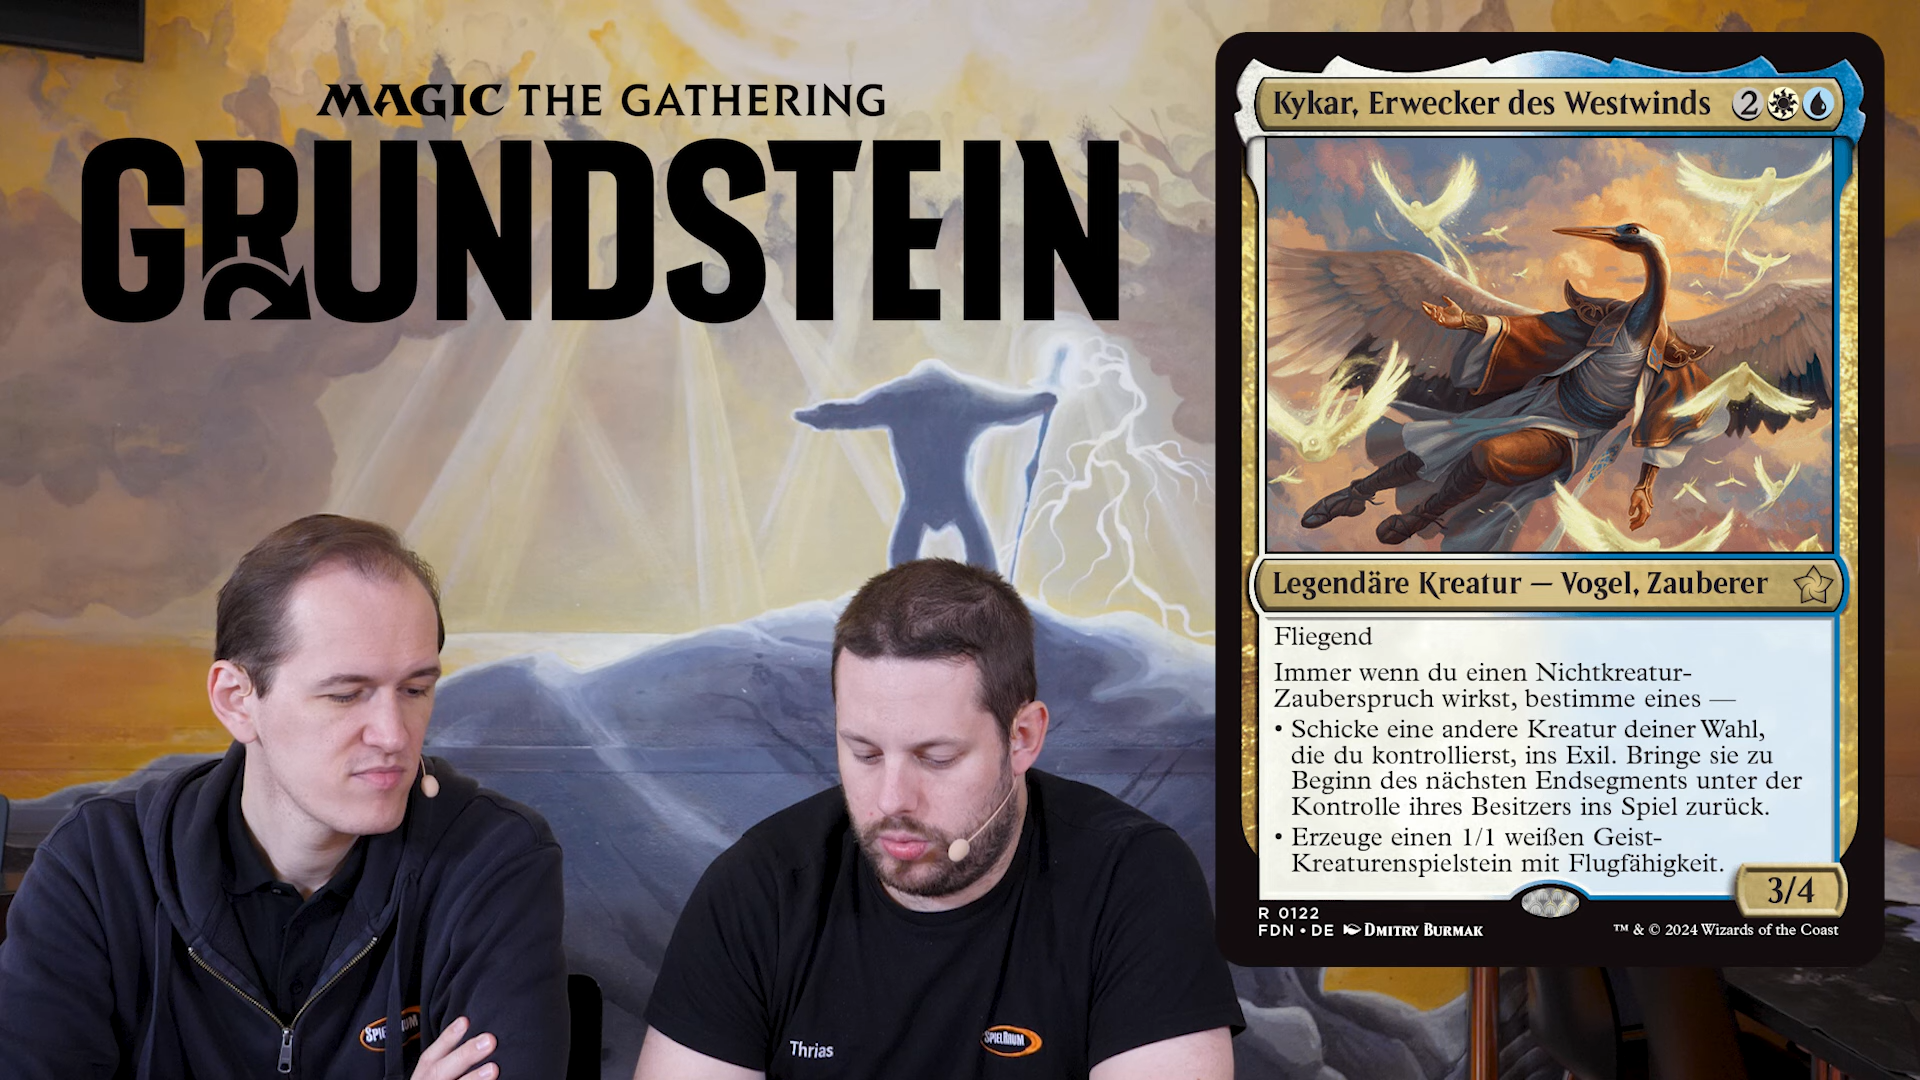 MAGIC THE GATHERING
GRUNDSTEIN
Kykar, Erwecker des Westwinds 2
Legendäre Kreatur — Vogel, Zauberer
Fliegend
Immer wenn du einen Nichtkreatur-
Zauberspruch wirkst, bestimme eines —
• Schicke eine andere Kreatur deiner Wahl,
die du kontrollierst, ins Exil. Bringe sie zu
Beginn des nächsten Endsegments unter der
Kontrolle ihres Besitzers ins Spiel zurück.
• Erzeuge einen 1/1 weißen Geist-
Kreaturenspielstein mit Flugfähigkeit.
3/4
R 0122
FDN • DE DMITRY BURMAK
™ & © 2024 Wizards of the Coast
SPIELRAUM
Thrias
SPIELRAUM